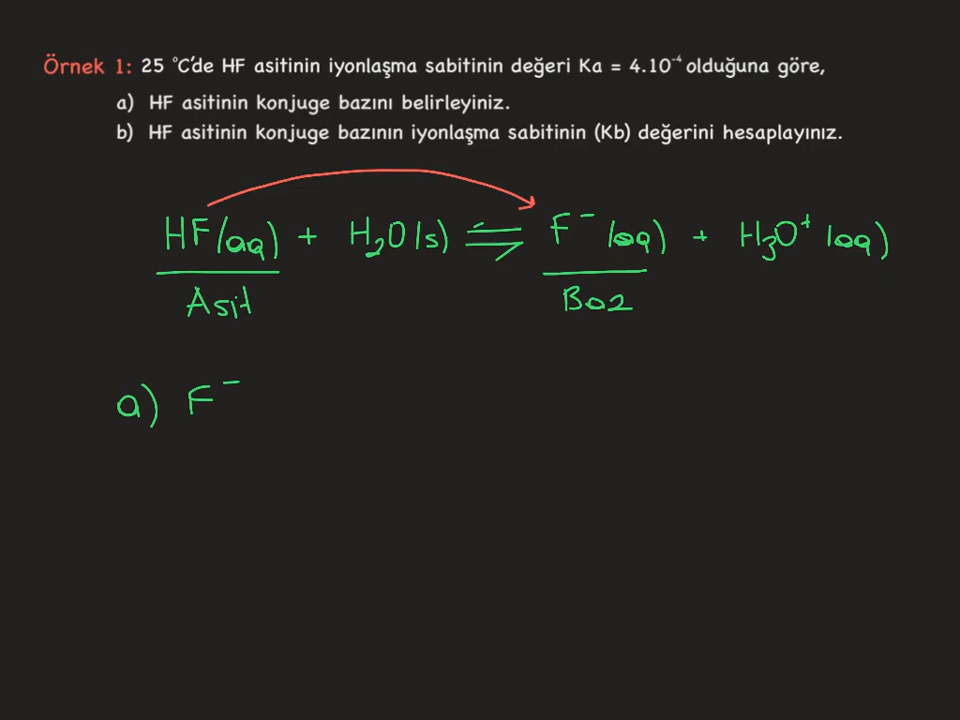 Örnek 1: 25 °C'de HF asitinin iyonlaşma sabitinin değeri Ka = 4.10⁻⁴ olduğuna göre,
a) HF asitinin konjuge bazını belirleyiniz.
b) HF asitinin konjuge bazının iyonlaşma sabitinin (Kb) değerini hesaplayınız.
HF(aq) + H₂O(s) ⇌ F⁻(aq) + H₃O⁺(aq)
Asit Baz
a) F⁻